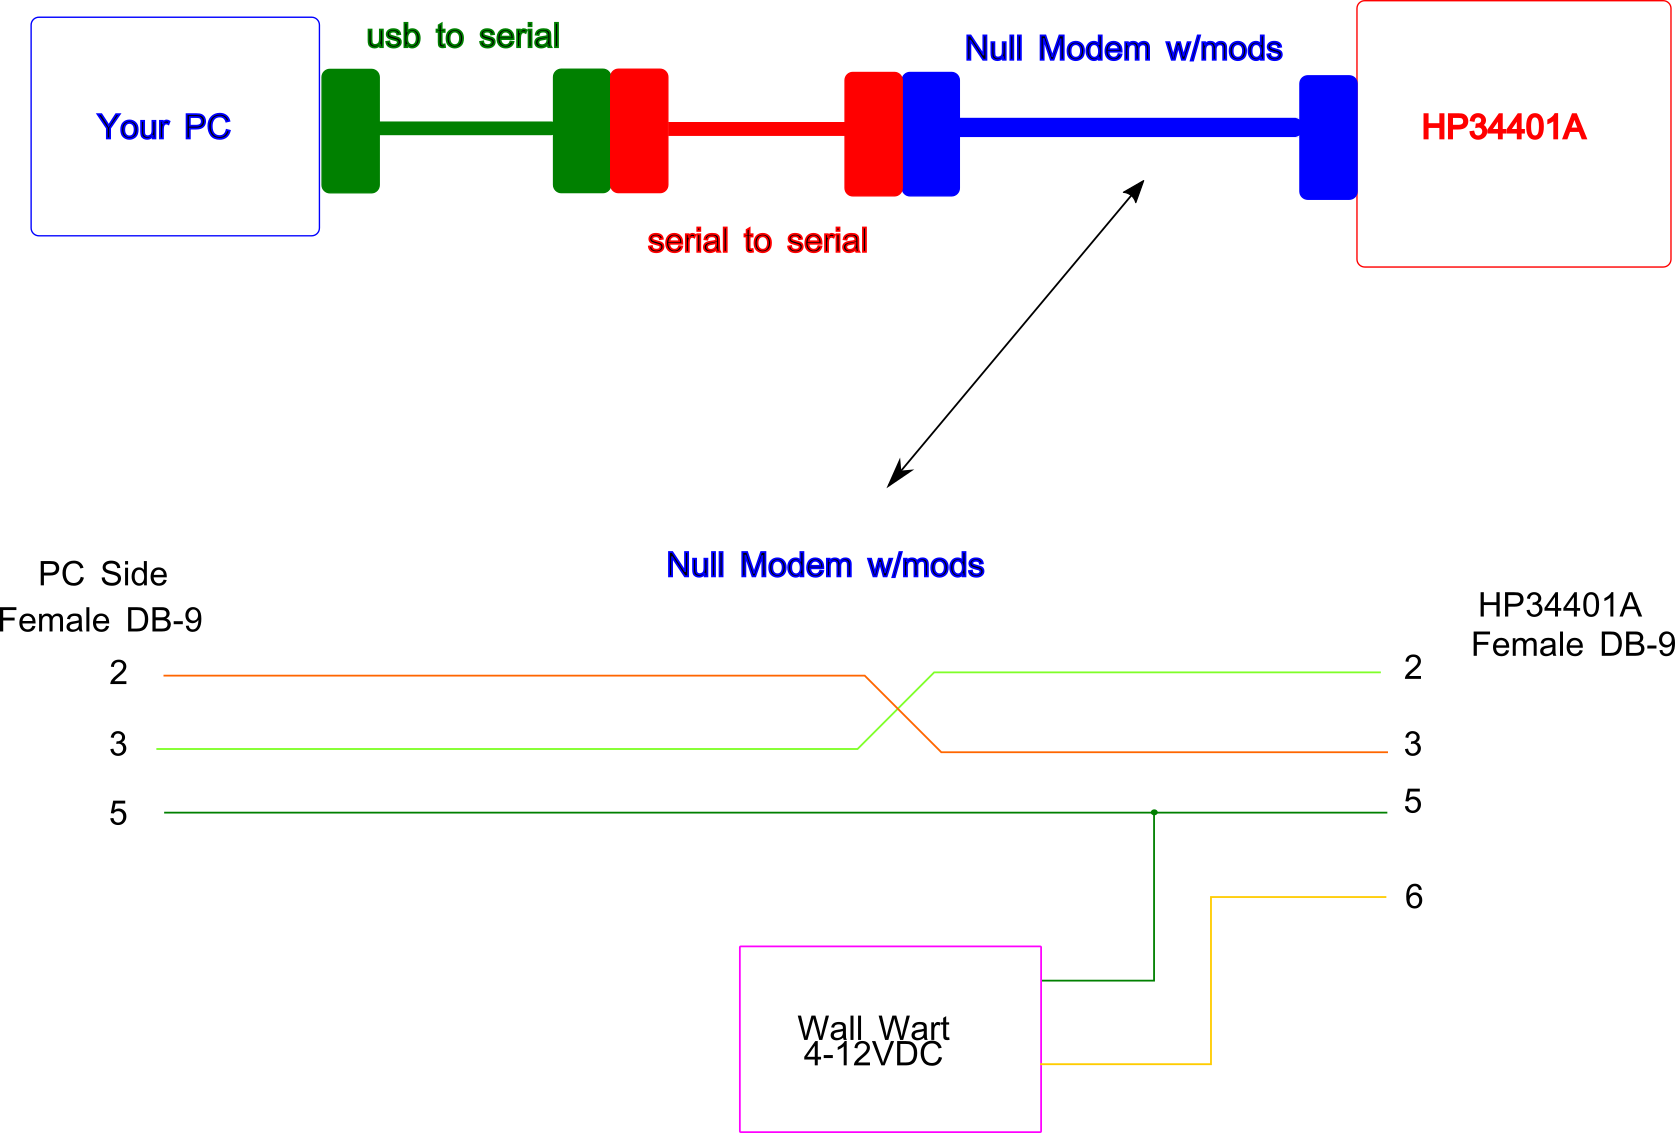 usb to serial
Null Modem w/mods
Your PC
HP34401A
serial to serial
Null Modem w/mods
PC Side
Female DB-9
HP34401A
Female DB-9
2
2
3
3
5
5
6
Wall Wart
4-12VDC